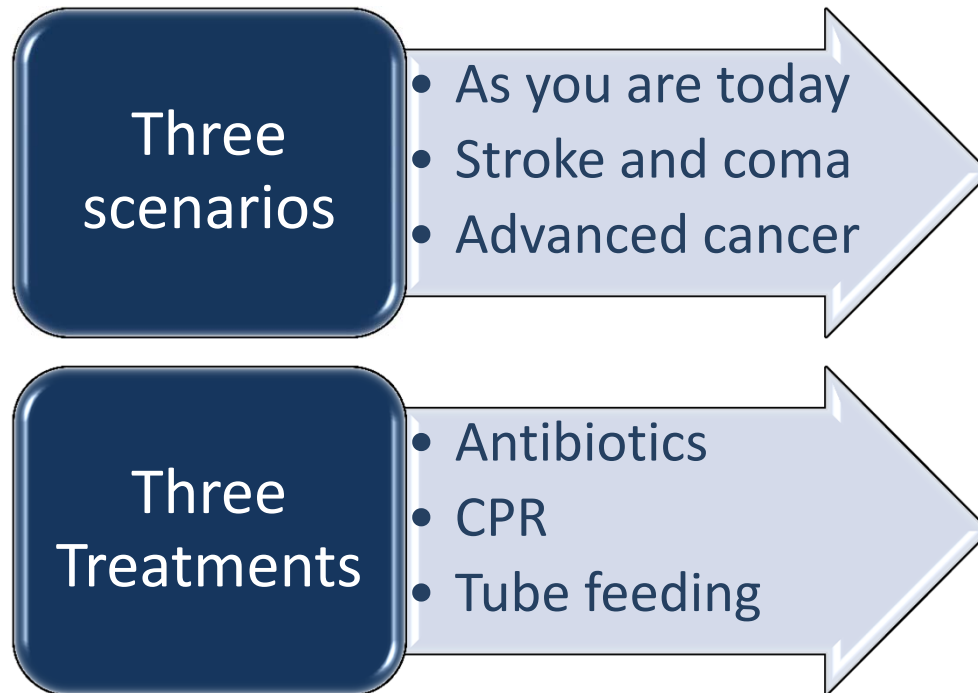 Three
scenarios
• As you are today
• Stroke and coma
• Advanced cancer
Three
Treatments
• Antibiotics
• CPR
• Tube feeding